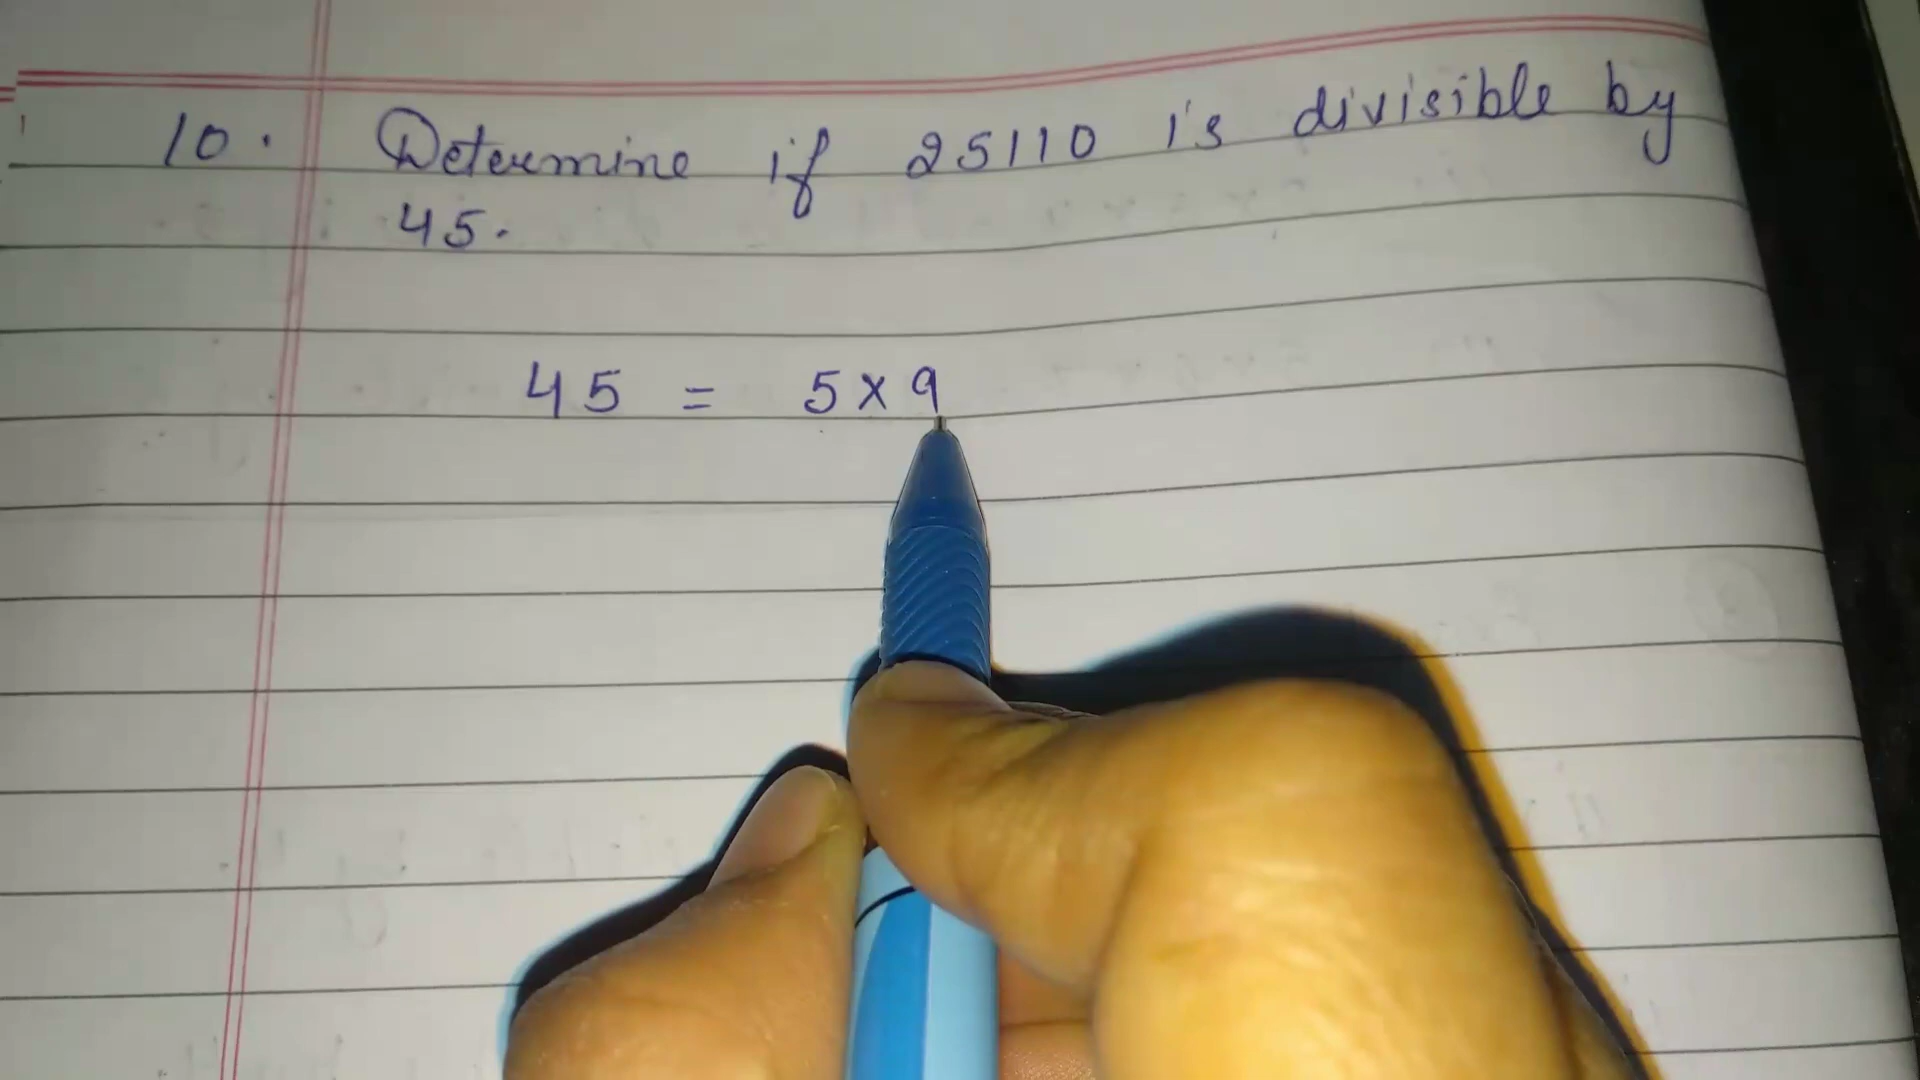 10. Determine if 25110 is divisible by
45.
45 = 5 x 9